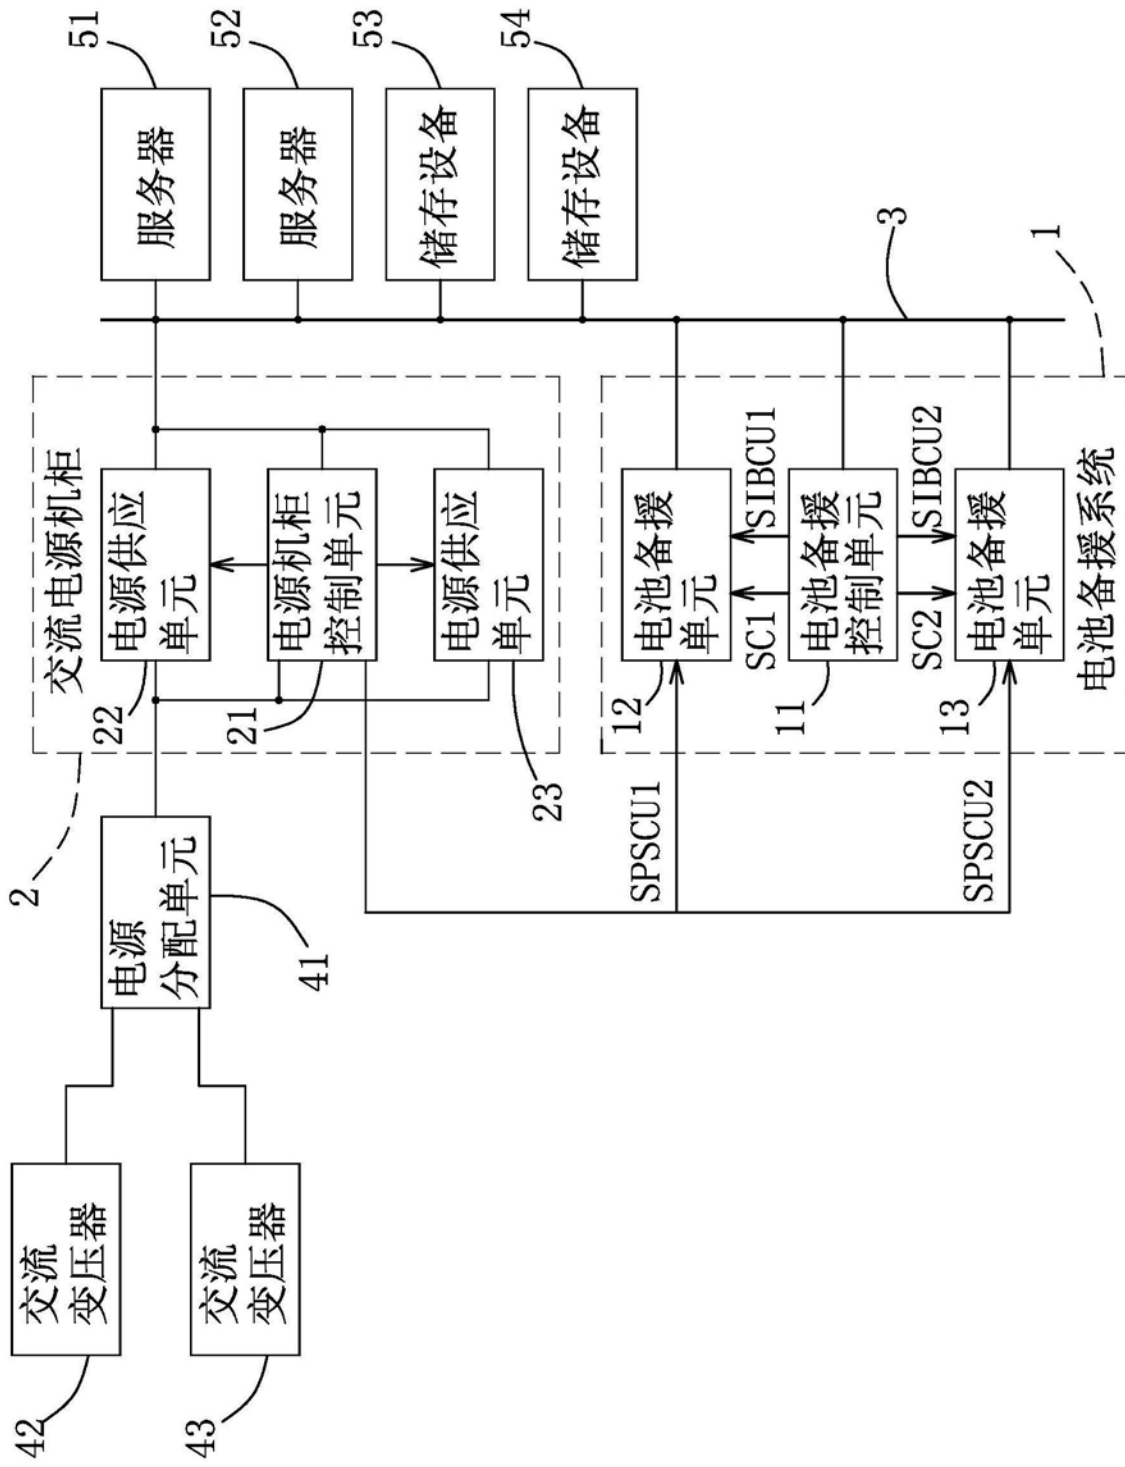 42
交流
变压器
43
交流
变压器
电源
分配单元
41
2
交流电源机柜
22
电源供应
单元
21
电源机柜
控制单元
23
电源供应
单元
51
服务器
52
服务器
53
储存设备
54
储存设备
3
1
SPSCU1
12
电池备援
单元
SC1
SIBCU1
11
电池备援
控制单元
SC2
SIBCU2
SPSCU2
13
电池备援
单元
电池备援系统